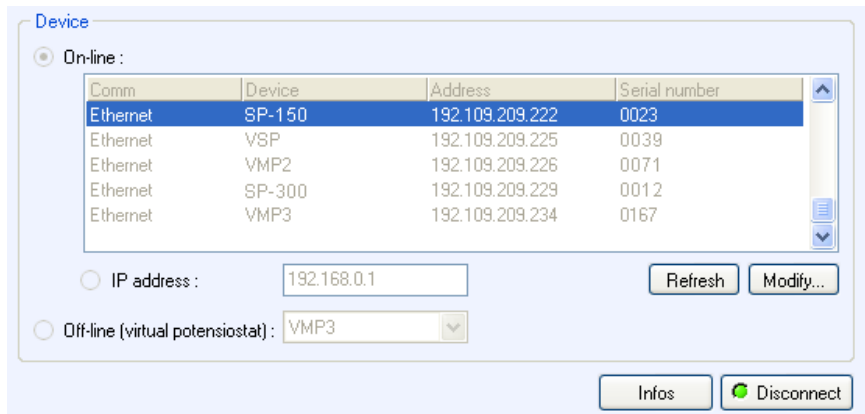 Device
On-line :
Comm Device Address Serial number
Ethernet SP-150 192.109.209.222 0023
Ethernet VSP 192.109.209.225 0039
Ethernet VMP2 192.109.209.226 0071
Ethernet SP-300 192.109.209.229 0012
Ethernet VMP3 192.109.209.234 0167
IP address : 192.168.0.1 Refresh Modify...
Off-line (virtual potensiostat) : VMP3
Infos Disconnect